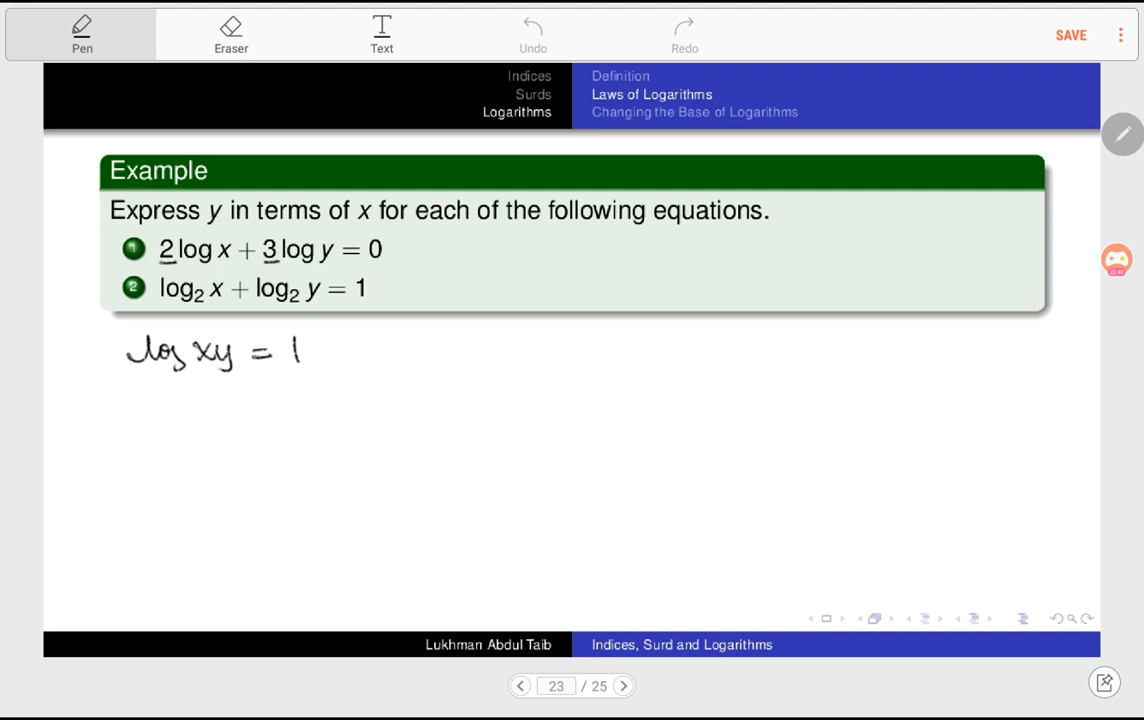 Pen
Eraser
Text
Undo
Redo
SAVE
Indices
Surds
Logarithms
Definition
Laws of Logarithms
Changing the Base of Logarithms
Example
Express y in terms of x for each of the following equations.
1 2 log x + 3 log y = 0
2 log₂ x + log₂ y = 1
log xy = 1
Lukhman Abdul Taib
Indices, Surd and Logarithms
23 / 25